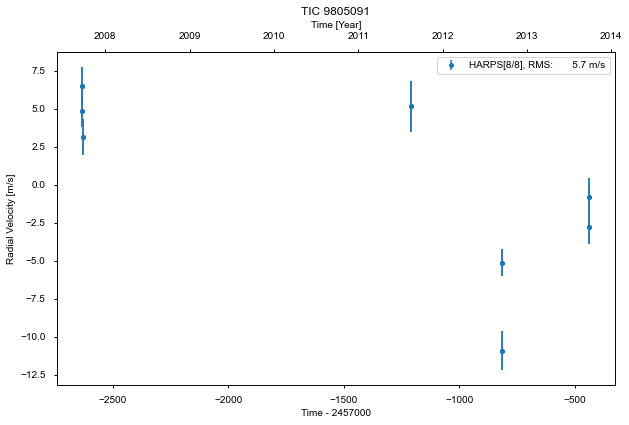 TIC 9805091
Time [Year]
2008 2009 2010 2011 2012 2013 2014
HARPS[8/8], RMS: 5.7 m/s
7.5
5.0
2.5
0.0
−2.5
−5.0
−7.5
−10.0
−12.5
Radial Velocity [m/s]
−2500 −2000 −1500 −1000 −500
Time - 2457000